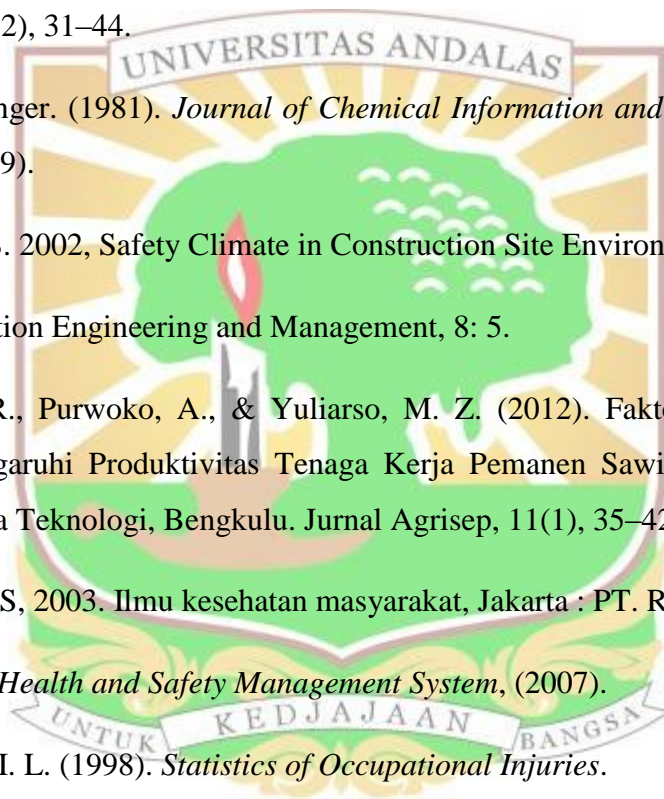 2), 31–44.
UNIVERSITAS ANDALAS
nger. (1981). Journal of Chemical Information and
9).
. 2002, Safety Climate in Construction Site Environ
tion Engineering and Management, 8: 5.
R., Purwoko, A., & Yuliarso, M. Z. (2012). Fakto
garuhi Produktivitas Tenaga Kerja Pemanen Sawi
a Teknologi, Bengkulu. Jurnal Agrisep, 11(1), 35–42
S, 2003. Ilmu kesehatan masyarakat, Jakarta : PT. R
Health and Safety Management System, (2007).
UNTUK KEDJAJAAN BANGSA
I. L. (1998). Statistics of Occupational Injuries.